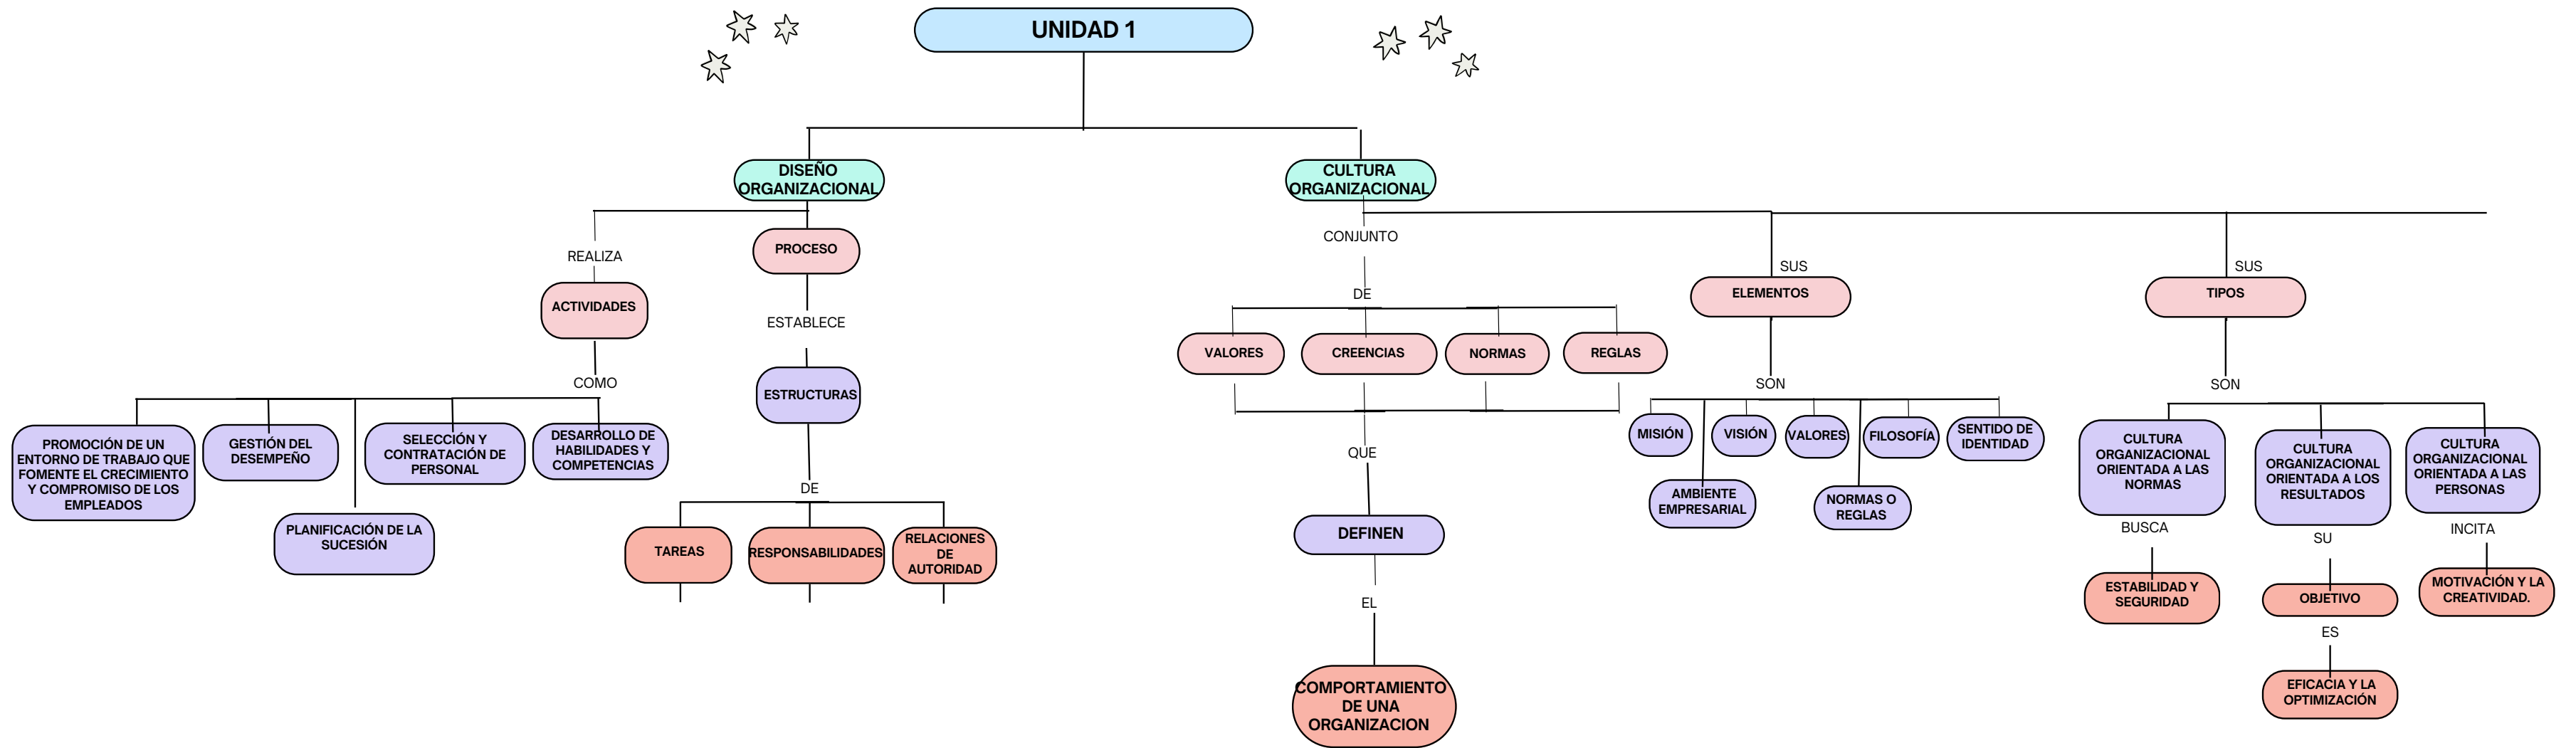 UNIDAD 1
DISEÑO
ORGANIZACIONAL
REALIZA
ACTIVIDADES
COMO
PROMOCIÓN DE UN
ENTORNO DE TRABAJO QUE
FOMENTE EL CRECIMIENTO
Y COMPROMISO DE LOS
EMPLEADOS
GESTIÓN DEL
DESEMPEÑO
PLANIFICACIÓN DE LA
SUCESIÓN
SELECCIÓN Y
CONTRATACIÓN DE
PERSONAL
DESARROLLO DE
HABILIDADES Y
COMPETENCIAS
PROCESO
ESTABLECE
ESTRUCTURAS
DE
TAREAS
RESPONSABILIDADES
RELACIONES
DE
AUTORIDAD
CULTURA
ORGANIZACIONAL
CONJUNTO
DE
VALORES
CREENCIAS
NORMAS
REGLAS
QUE
DEFINEN
EL
COMPORTAMIENTO
DE UNA
ORGANIZACION
SUS
ELEMENTOS
SON
MISIÓN
AMBIENTE
EMPRESARIAL
VISIÓN
VALORES
NORMAS O
REGLAS
FILOSOFÍA
SENTIDO DE
IDENTIDAD
SUS
TIPOS
SON
CULTURA
ORGANIZACIONAL
ORIENTADA A LAS
NORMAS
BUSCA
ESTABILIDAD Y
SEGURIDAD
CULTURA
ORGANIZACIONAL
ORIENTADA A LOS
RESULTADOS
SU
OBJETIVO
ES
EFICACIA Y LA
OPTIMIZACIÓN
CULTURA
ORGANIZACIONAL
ORIENTADA A LAS
PERSONAS
INCITA
MOTIVACIÓN Y LA
CREATIVIDAD.